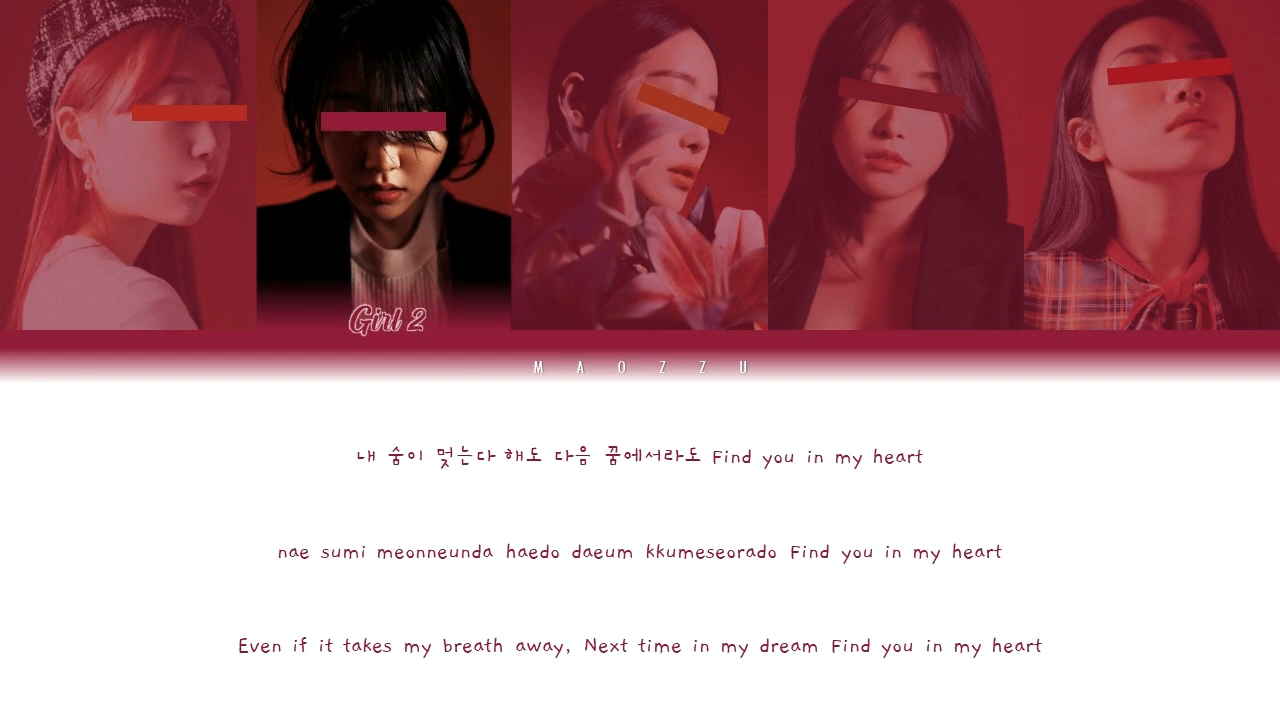 Girl 2
MAOZZU
내 숨이 멎는다 해도 다음 꿈에서라도 Find you in my heart
nae sumi meonneunda haedo daeum kkumeseorado Find you in my heart
Even if it takes my breath away, Next time in my dream Find you in my heart